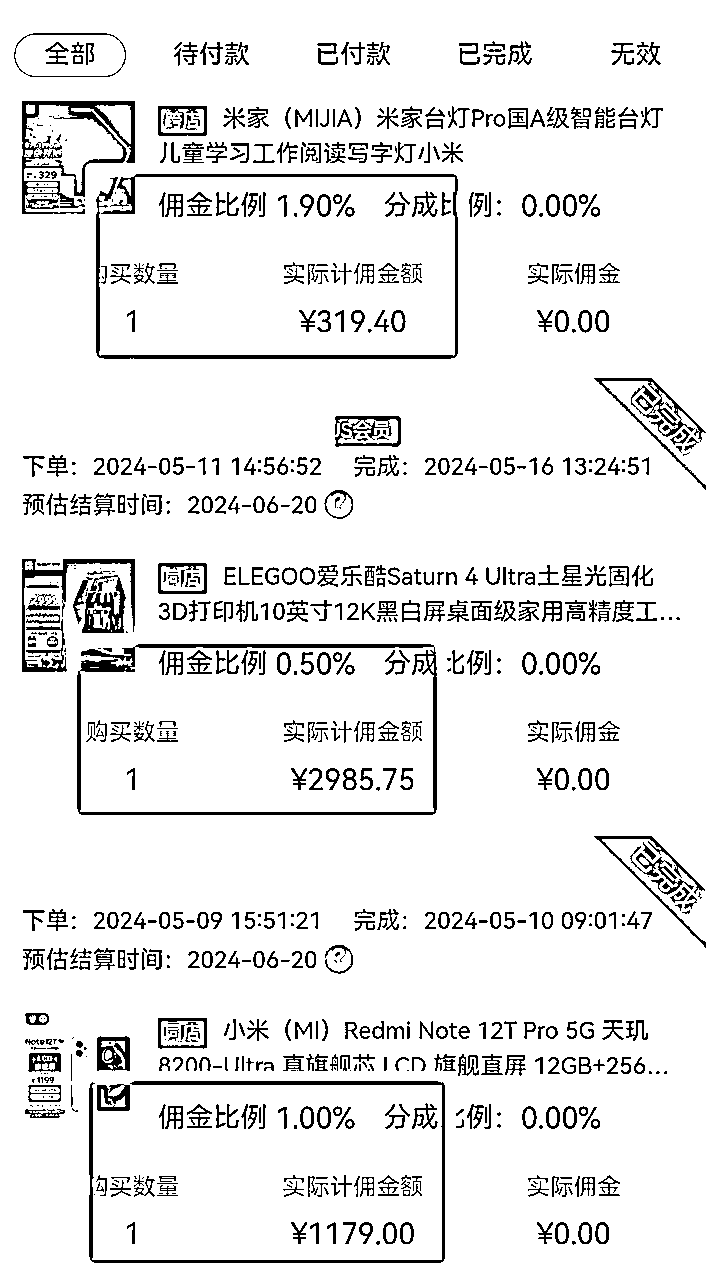 全部 待付款 已付款 已完成 无效
跨店 米家（MIJIA）米家台灯Pro国A级智能台灯
儿童学习工作阅读写字灯小米
佣金比例 1.90% 分成比例：0.00%
购买数量 实际计佣金额 实际佣金
1 ¥319.40 ¥0.00
已完成
JS会员
下单：2024-05-11 14:56:52 完成：2024-05-16 13:24:51
预估结算时间：2024-06-20 ?
同店 ELEGOO爱乐酷Saturn 4 Ultra土星光固化
3D打印机10英寸12K黑白屏桌面级家用高精度工...
佣金比例 0.50% 分成比例：0.00%
购买数量 实际计佣金额 实际佣金
1 ¥2985.75 ¥0.00
已完成
下单：2024-05-09 15:51:21 完成：2024-05-10 09:01:47
预估结算时间：2024-06-20 ?
同店 小米（MI）Redmi Note 12T Pro 5G 天玑
8200-Ultra 真旗舰芯 LCD 旗舰直屏 12GB+256...
佣金比例 1.00% 分成比例：0.00%
购买数量 实际计佣金额 实际佣金
1 ¥1179.00 ¥0.00